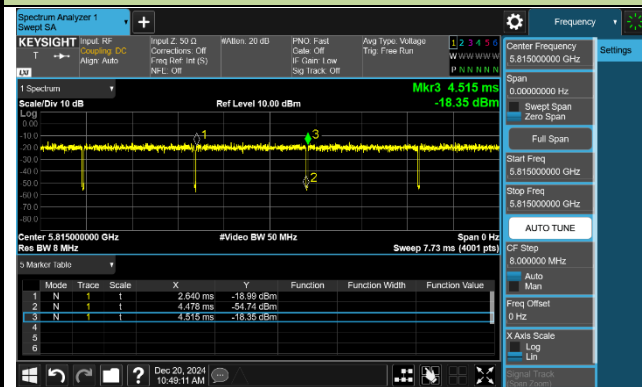 Spectrum Analyzer 1
Swept SA
Frequency
KEYSIGHT
Input: RF
Coupling: DC
Align: Auto
Input Z: 50 Ω
Corrections: Off
Freq Ref: Int (S)
NFE: Off
#Atten: 20 dB
PNO: Fast
Gate: Off
IF Gain: Low
Sig Track: Off
Avg Type: Voltage
Trig: Free Run
1 2 3 4 5 6
W W W W W W
P N N N N N
LXI
T
1 Spectrum
Scale/Div 10 dB
Ref Level 10.00 dBm
Mkr3 4.515 ms
-18.35 dBm
Log
0.00
-10.0
-20.0
-30.0
-40.0
-50.0
-60.0
-70.0
-80.0
1
3
2
Center 5.815000000 GHz
Res BW 8 MHz
#Video BW 50 MHz
Span 0 Hz
Sweep 7.73 ms (4001 pts)
5 Marker Table
Mode Trace Scale X Y Function Function Width Function Value
1 N 1 t 2.640 ms -18.99 dBm
2 N 1 t 4.478 ms -54.74 dBm
3 N 1 t 4.515 ms -18.35 dBm
4
5
6
Dec 20, 2024
10:49:11 AM
Center Frequency
5.815000000 GHz
Span
0.00000000 Hz
Swept Span
Zero Span
Full Span
Start Freq
5.815000000 GHz
Stop Freq
5.815000000 GHz
AUTO TUNE
CF Step
8.000000 MHz
Auto
Man
Freq Offset
0 Hz
X Axis Scale
Log
Lin
Signal Track
(Span Zoom)
Settings